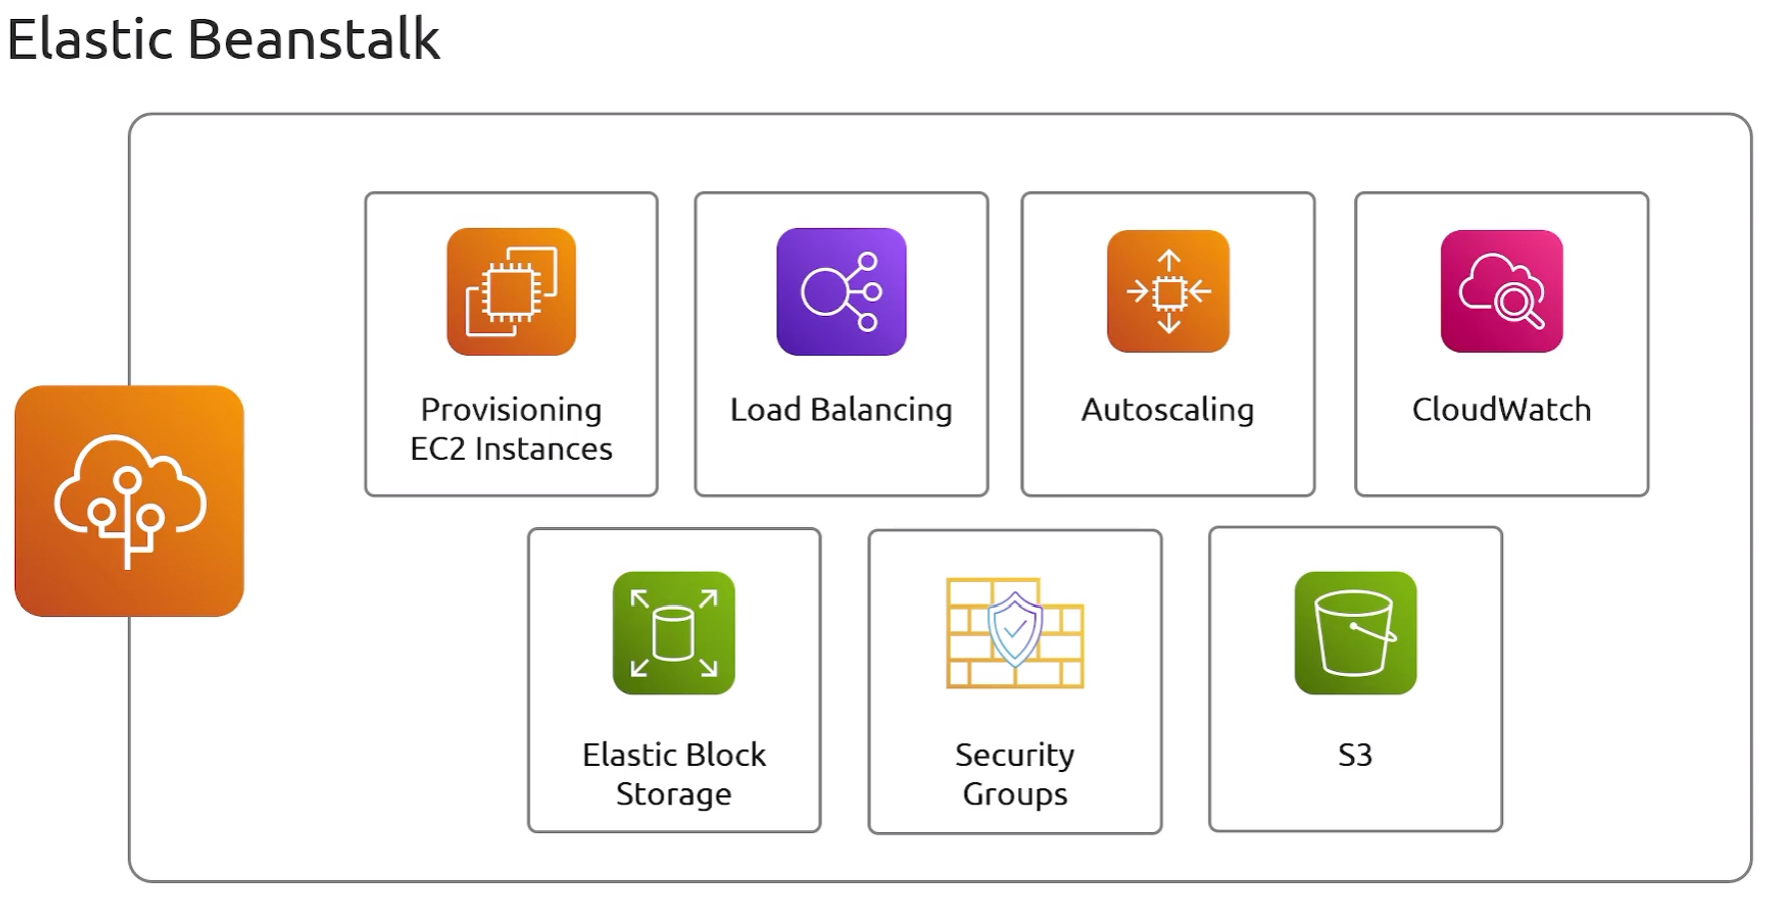 Elastic Beanstalk
Provisioning
EC2 Instances
Load Balancing
Autoscaling
CloudWatch
Elastic Block
Storage
Security
Groups
S3